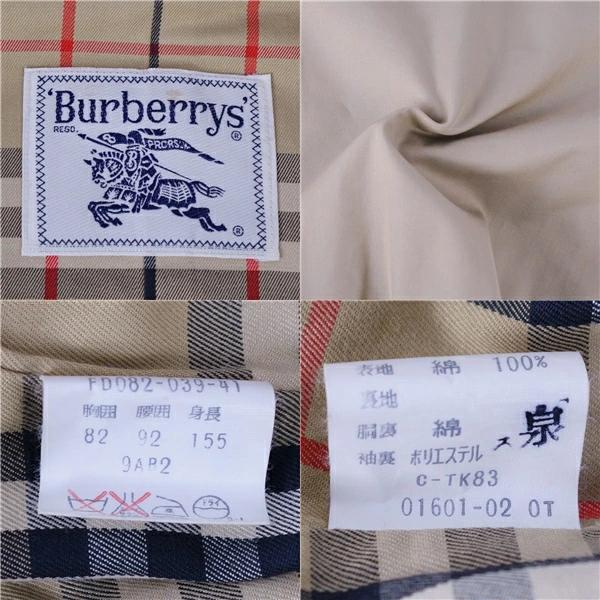 'Burberrys'
REGD.
®
PRORSUM
®
FD082-039-41
胸囲 腰囲 身長
82 92 155
9AB2
ドライ
表地 綿 100%
裏地
胴裏 綿
袖裏 ポリエステル
泉
C-TK83
01601-02 0T